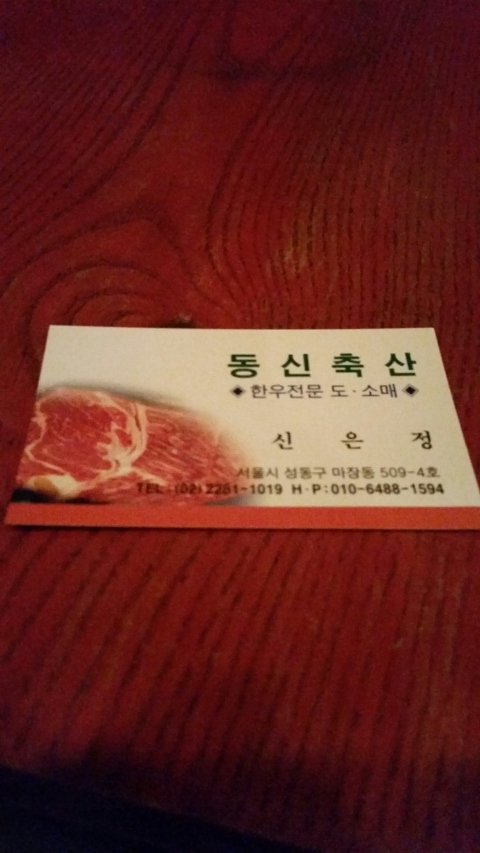 동신축산
◈ 한우전문 도·소매 ◈
신은정
서울시 성동구 마장동 509-4호
TEL:(02)2281-1019 H·P:010-6488-1594